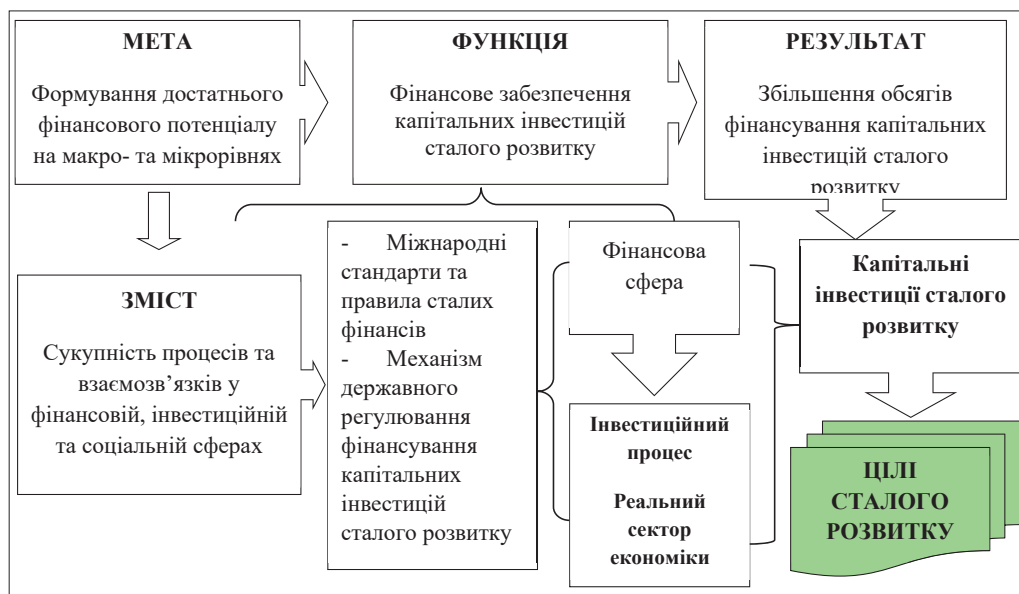 МЕТА
Формування достатнього
фінансового потенціалу
на макро- та мікрорівнях
ФУНКЦІЯ
Фінансове забезпечення
капітальних інвестицій
сталого розвитку
РЕЗУЛЬТАТ
Збільшення обсягів
фінансування капітальних
інвестицій сталого
розвитку
ЗМІСТ
Сукупність процесів та
взаємозв’язків у
фінансовій, інвестиційній
та соціальній сферах
- Міжнародні
стандарти та
правила сталих
фінансів
- Механізм
державного
регулювання
фінансування
капітальних
інвестицій
сталого розвитку
Фінансова
сфера
Інвестиційний
процес
Реальний
сектор
економіки
Капітальні
інвестиції сталого
розвитку
ЦІЛІ
СТАЛОГО
РОЗВИТКУ